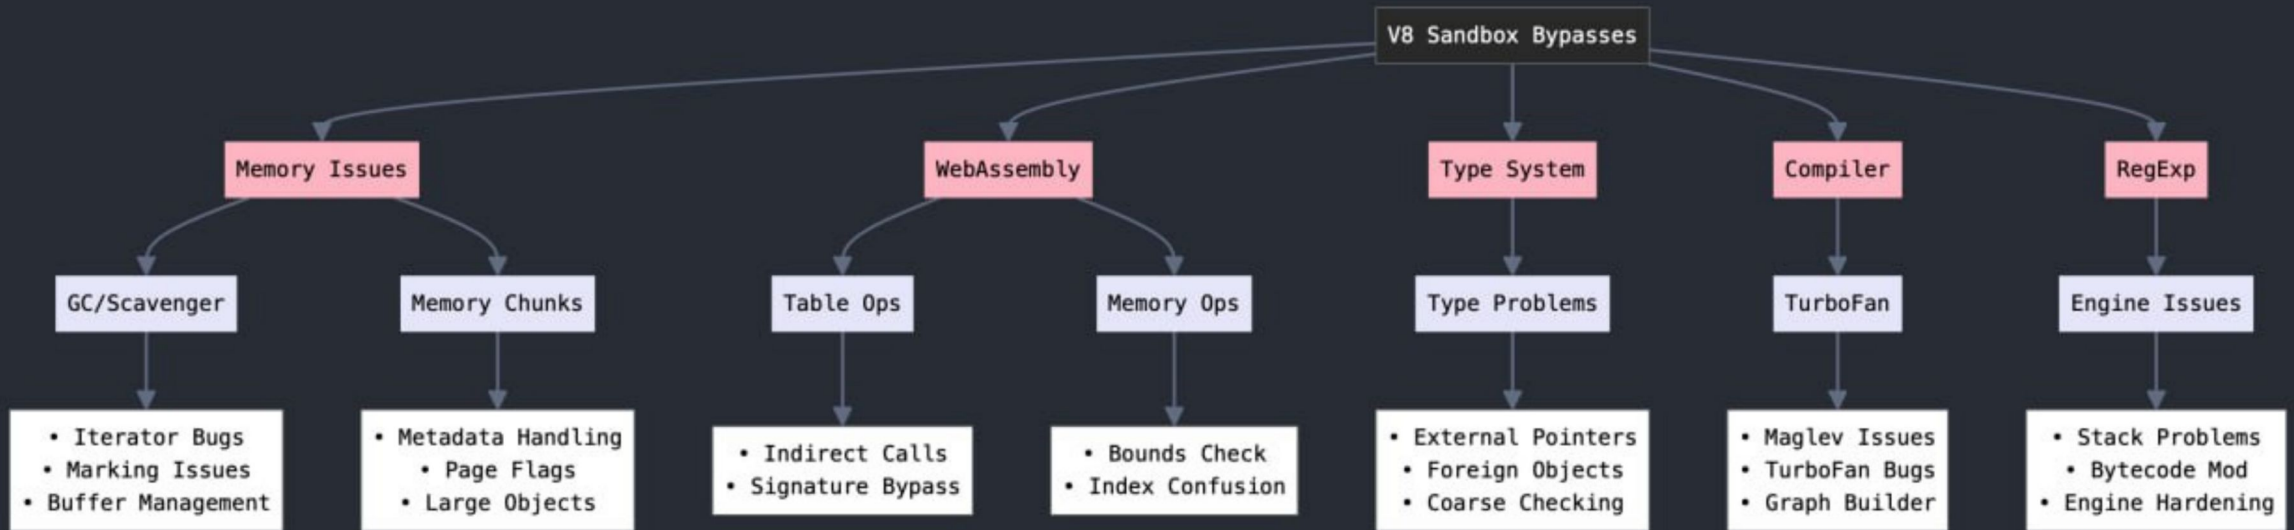 V8 Sandbox Bypasses
Memory Issues
WebAssembly
Type System
Compiler
RegExp
GC/Scavenger
Memory Chunks
Table Ops
Memory Ops
Type Problems
TurboFan
Engine Issues
• Iterator Bugs
• Marking Issues
• Buffer Management
• Metadata Handling
• Page Flags
• Large Objects
• Indirect Calls
• Signature Bypass
• Bounds Check
• Index Confusion
• External Pointers
• Foreign Objects
• Coarse Checking
• Maglev Issues
• TurboFan Bugs
• Graph Builder
• Stack Problems
• Bytecode Mod
• Engine Hardening